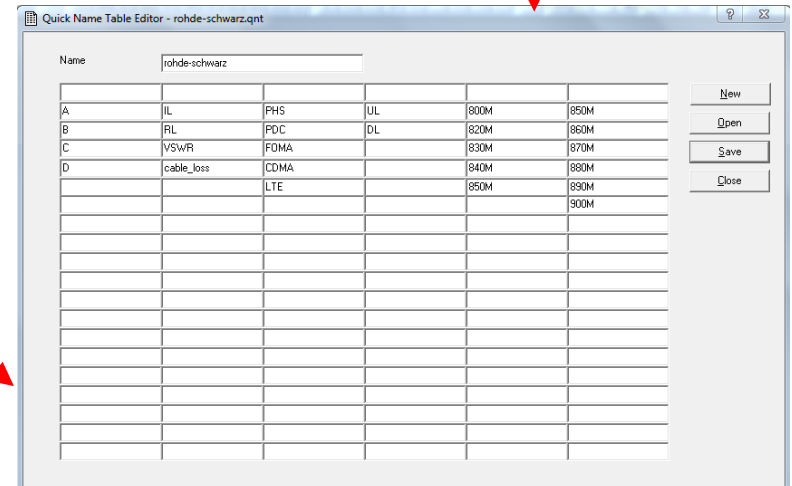 Quick Name Table Editor - rohde-schwarz.qnt
Name rohde-schwarz
New
A IL PHS UL 800M 850M
Open
B RL PDC DL 820M 860M
C VSWR FOMA 830M 870M
Save
D cable_loss CDMA 840M 880M
Close
LTE 850M 890M
900M